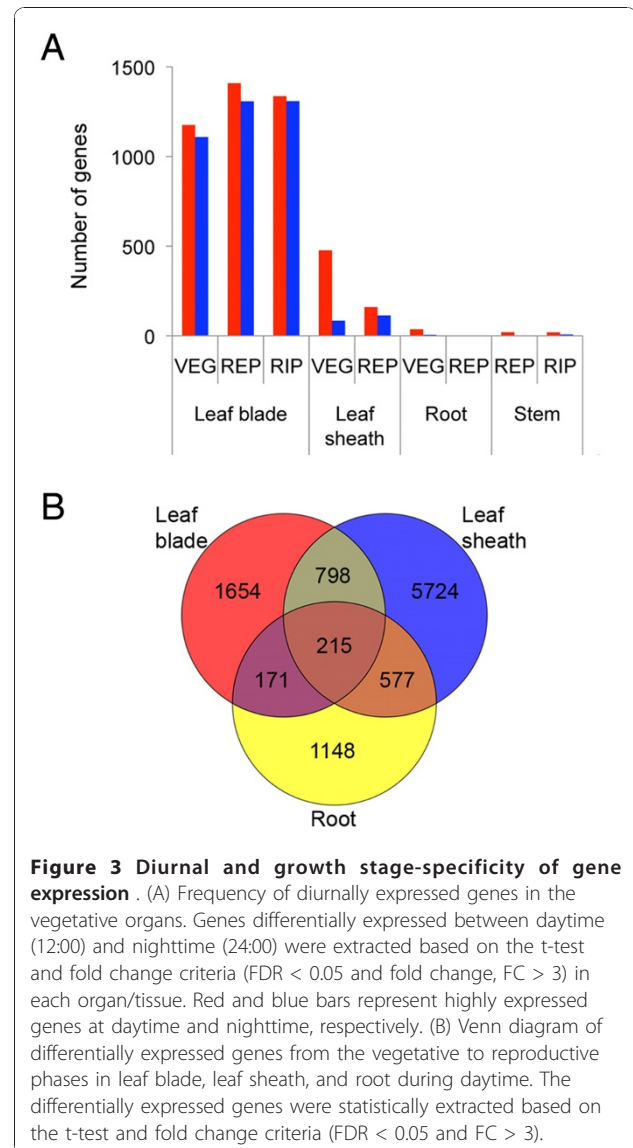 A
1500
1000
500
0
Number of genes
VEG REP RIP VEG REP VEG REP REP RIP
Leaf blade Leaf sheath Root Stem
B
Leaf blade
Leaf sheath
1654
798
5724
215
171
577
1148
Root
Figure 3 Diurnal and growth stage-specificity of gene
expression . (A) Frequency of diurnally expressed genes in the
vegetative organs. Genes differentially expressed between daytime
(12:00) and nighttime (24:00) were extracted based on the t-test
and fold change criteria (FDR < 0.05 and fold change, FC > 3) in
each organ/tissue. Red and blue bars represent highly expressed
genes at daytime and nighttime, respectively. (B) Venn diagram of
differentially expressed genes from the vegetative to reproductive
phases in leaf blade, leaf sheath, and root during daytime. The
differentially expressed genes were statistically extracted based on
the t-test and fold change criteria (FDR < 0.05 and FC > 3).